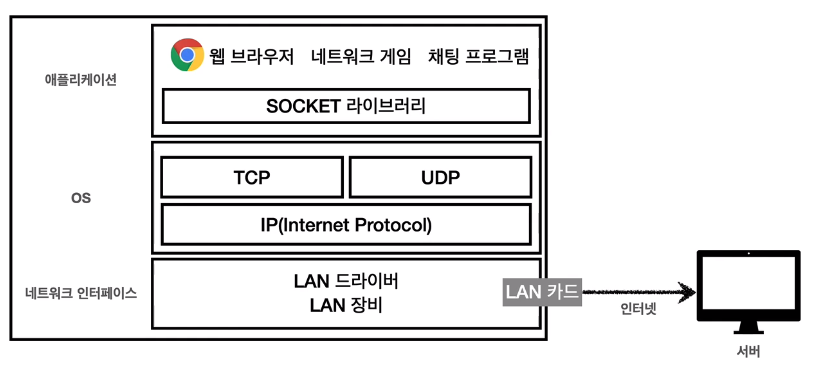 애플리케이션
웹 브라우저 네트워크 게임 채팅 프로그램
SOCKET 라이브러리
OS
TCP
UDP
IP(Internet Protocol)
네트워크 인터페이스
LAN 드라이버
LAN 장비
LAN 카드
인터넷
서버